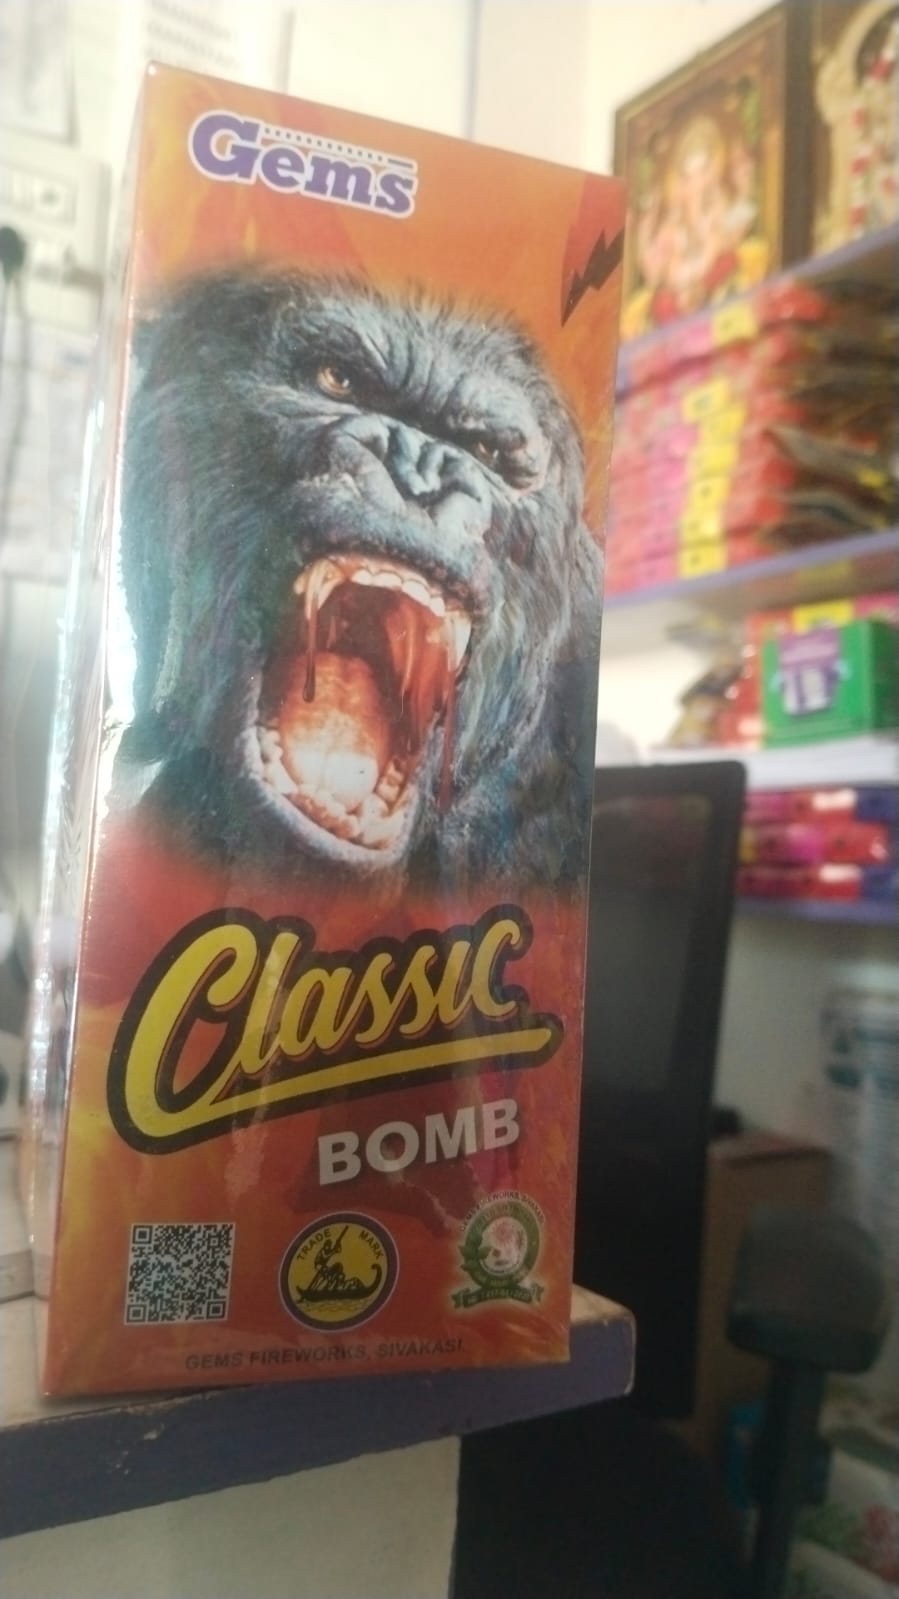 Gems
Classic
BOMB
TRADE MARK
GEMS FIREWORKS, SIVAKASI.